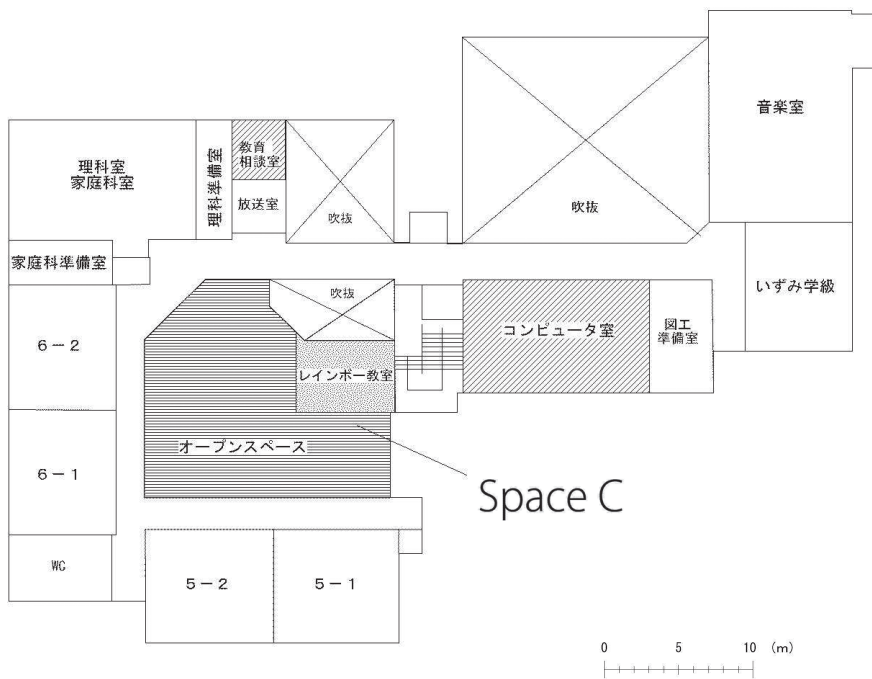 音楽室
理科室
家庭科室
理科準備室
教育
相談室
放送室
吹抜
吹抜
家庭科準備室
いずみ学級
吹抜
コンピュータ室
図工
準備室
6-2
レインボー教室
オープンスペース
6-1
Space C
WC
5-2
5-1
0 5 10 (m)